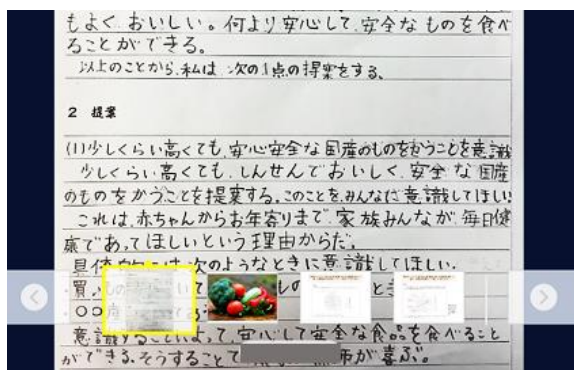 もよく、おいしい。何より安心して、安全なものを食べ
ることができる。
以上のことから、私は、次の1点の提案をする。
2 提案
(1)少しくらい高くても、安心安全な国産のものをかうことを意識
少しくらい高くても、しんせんでおいしく、安全な国産
のものをかうことを提案する。このことを、みんなに意識してほしい
これは、赤ちゃんからお年寄りまで、家族みんなが、毎日健
康であってほしいという理由からだ。
具体的には、次のようなときに意識してほしい。
買
〇〇産
意識することによって、安心して安全な食品を食べること
ができる。そうすることで 市が喜ぶ。